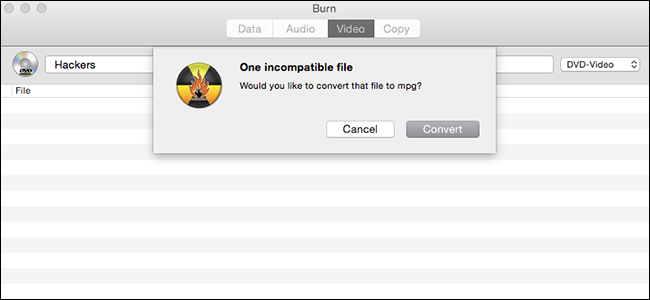 Burn
Data Audio Video Copy
DVD
Hackers
DVD-Video
File
One incompatible file
Would you like to convert that file to mpg?
Cancel Convert